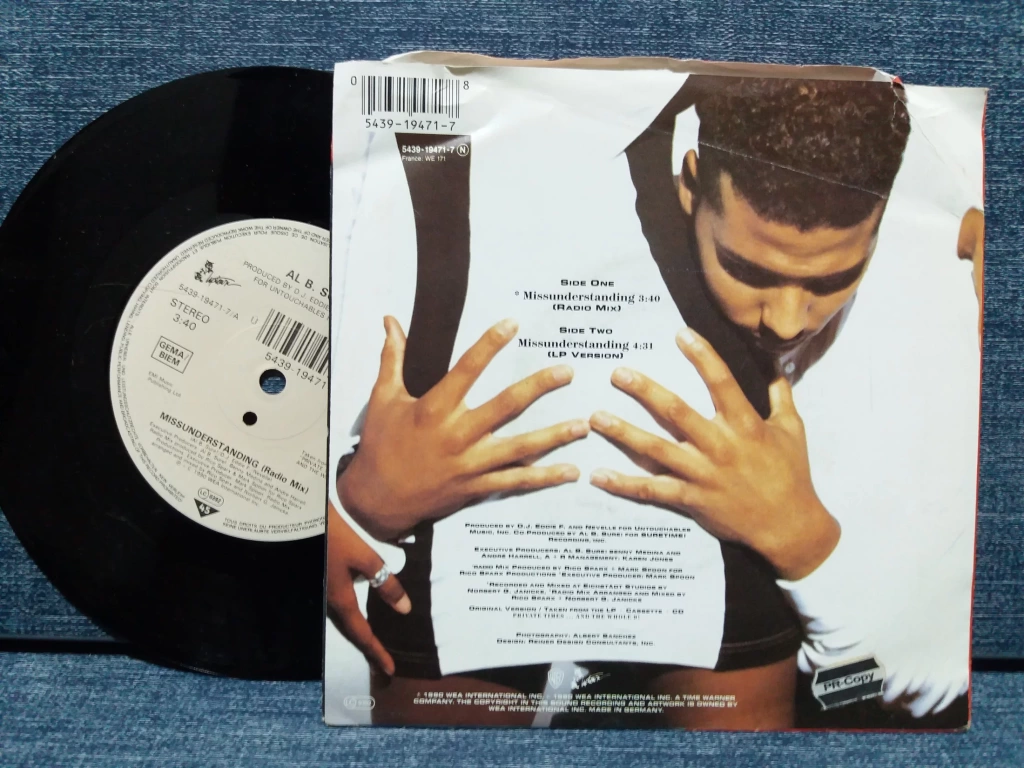 0 8
5439-19471-7
5439-19471-7 N
France: WE 171
SIDE ONE
* Missunderstanding 3:40
(RADIO MIX)
SIDE TWO
Missunderstanding 4:31
(LP VERSION)
PRODUCED BY D.J. EDDIE F. AND NEVELLE FOR UNTOUCHABLES
MUSIC, INC. CO-PRODUCED BY AL B. SURE! FOR SURETIME!
RECORDING, INC.
EXECUTIVE PRODUCERS: AL B. SURE! BENNY MEDINA AND
ANDRE HARRELL, A + R MANAGEMENT: KAREN JONES
*RADIO MIX PRODUCED BY RICO SPARX + MARK SPOON FOR
RICO SPARX PRODUCTIONS *EXECUTIVE PRODUCER: MARK SPOON
*RECORDED AND MIXED AT EICHSTADT STUDIOS BY
NORBERT G. JANICKE, *RADIO MIX ARRANGED AND MIXED BY
RICO SPARX + NORBERT G. JANICKE
ORIGINAL VERSION / TAKEN FROM THE LP · CASSETTE · CD
PRIVATE TIMES ... AND THE WHOLE 9!
PHOTOGRAPHY: ALBERT SANCHEZ
DESIGN: REINER DESIGN CONSULTANTS, INC.
℗ 1990 WEA INTERNATIONAL INC. © 1990 WEA INTERNATIONAL INC. A TIME WARNER
COMPANY. THE COPYRIGHT IN THIS SOUND RECORDING AND ARTWORK IS OWNED BY
WEA INTERNATIONAL INC. MADE IN GERMANY.
PR-Copy
AL B. S
PRODUCED BY D.J. EDDIE
FOR UNTOUCHABLES
5439-19471-7/A
STEREO
3:40
GEMA
BIEM
5439-19471
EMI Music
Publishing Ltd
MISSUNDERSTANDING (Radio Mix)
45